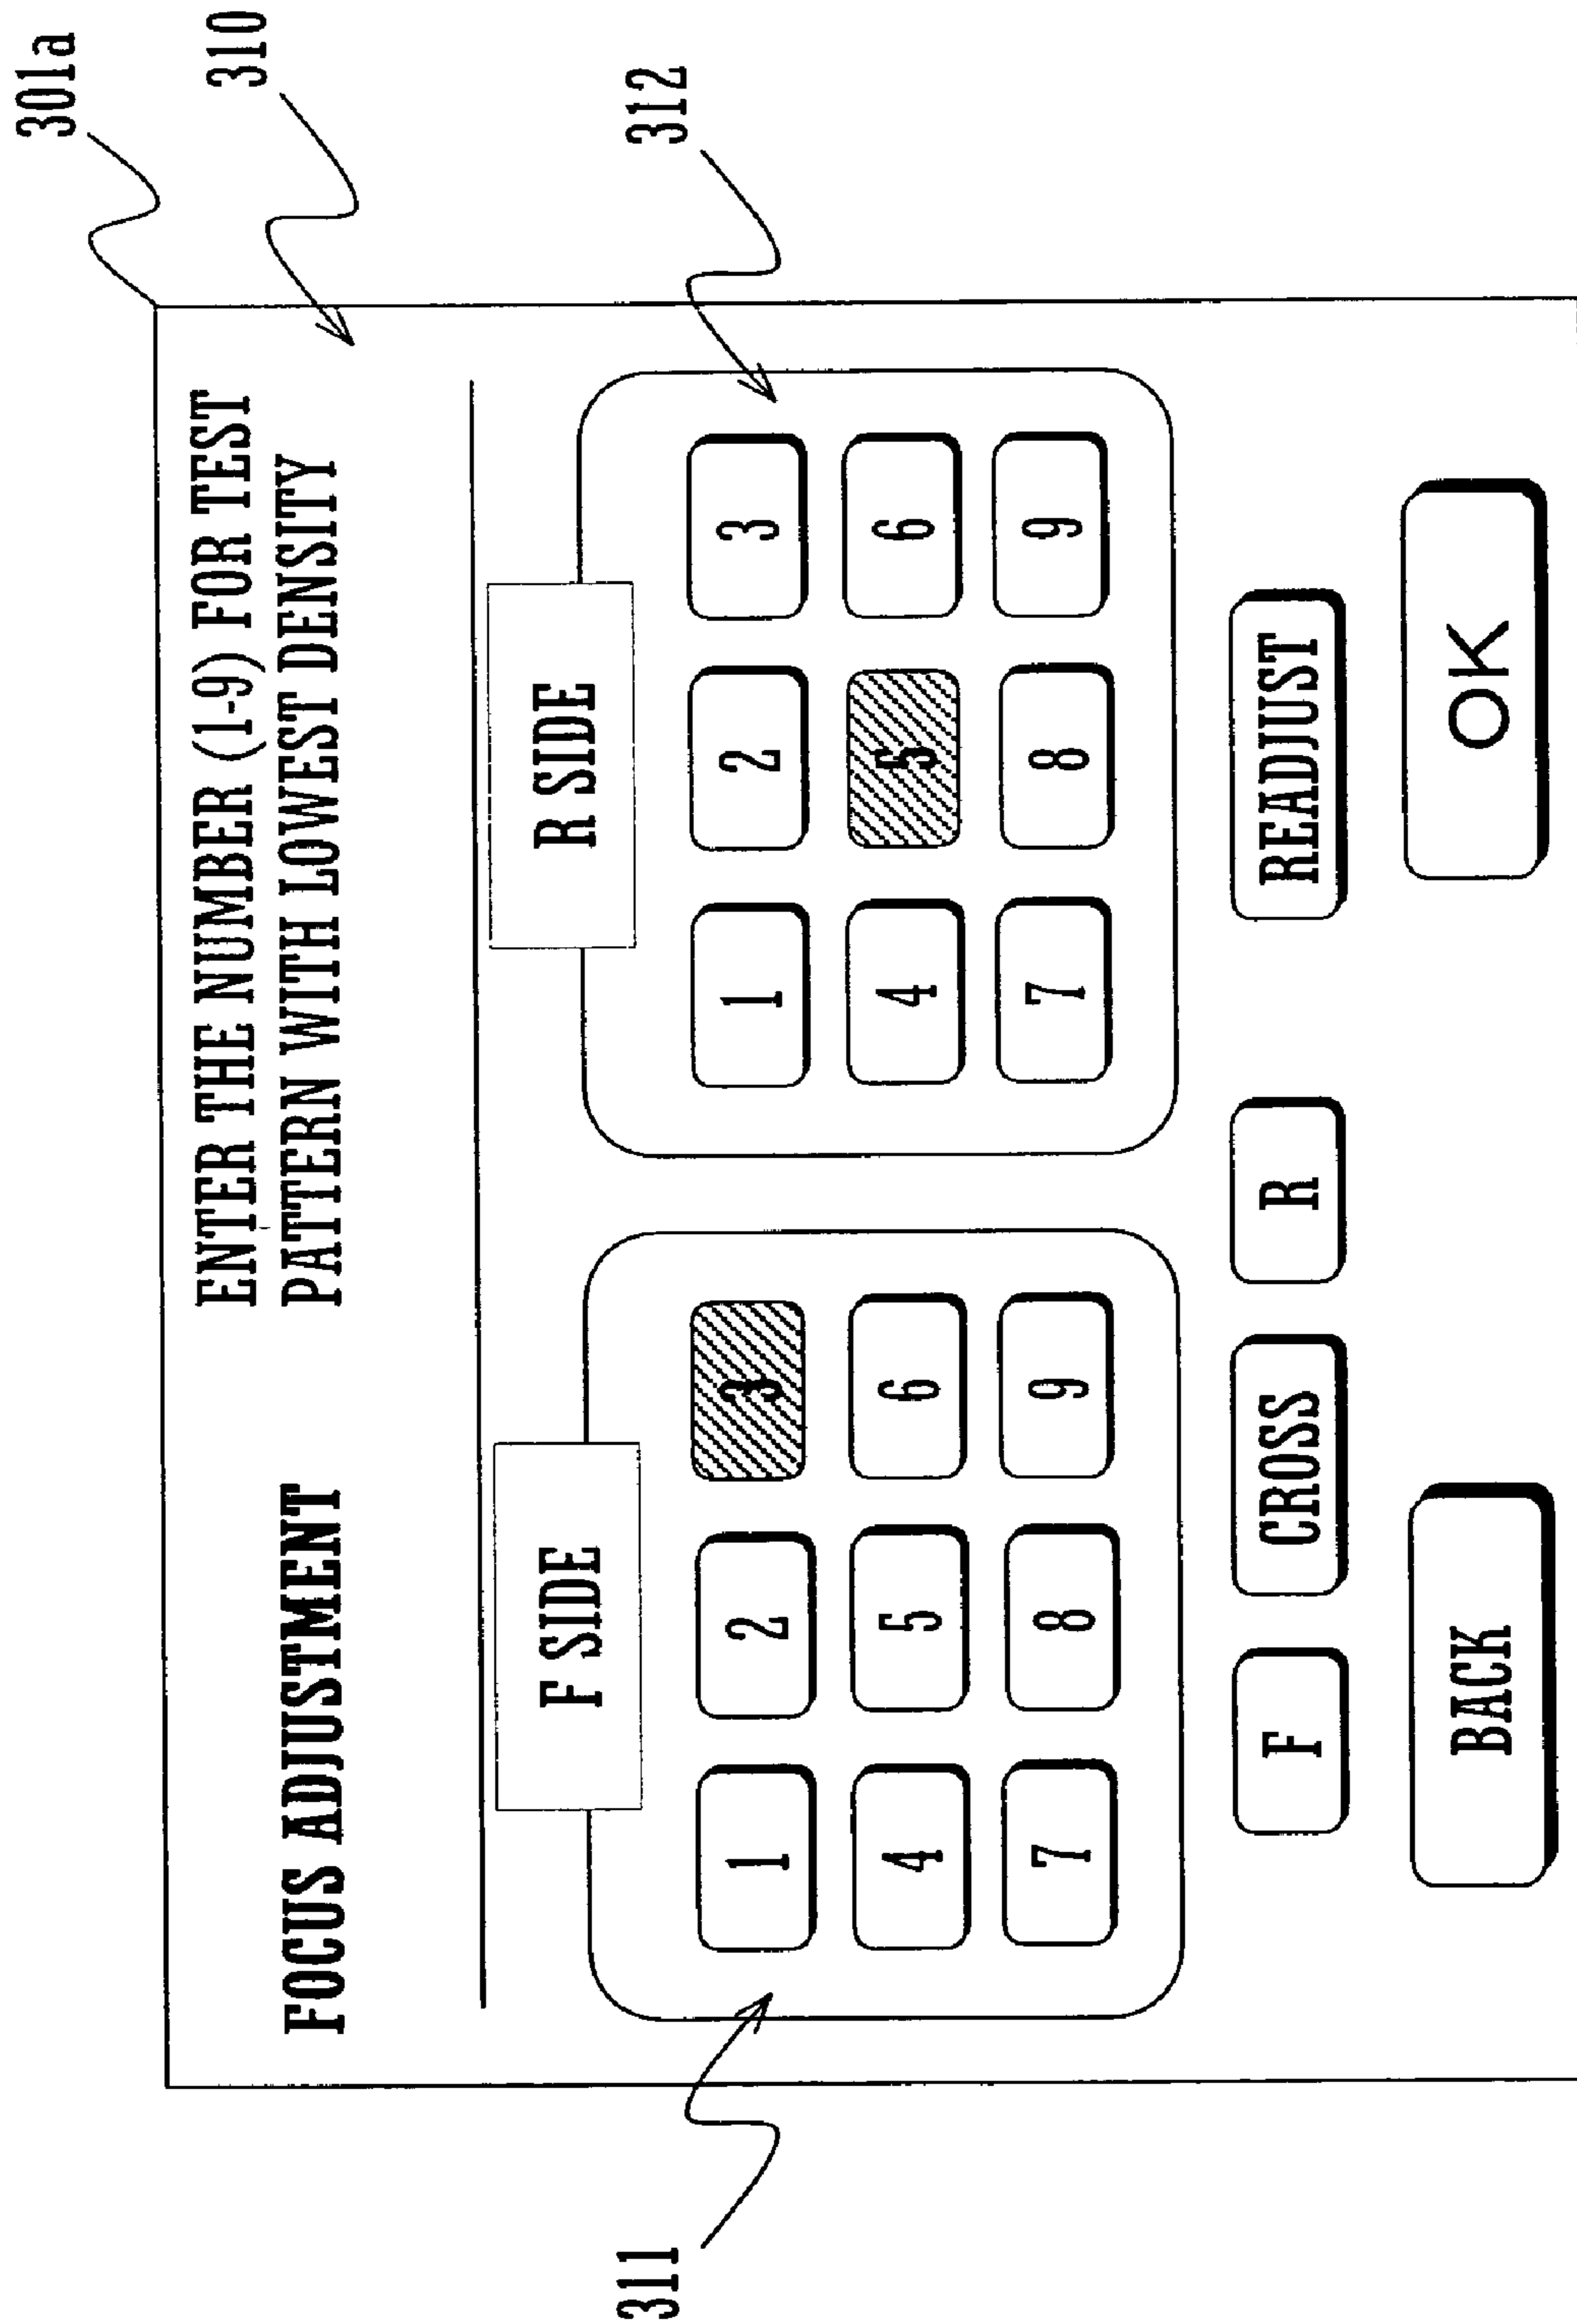 301a
310
ENTER THE NUMBER (1-9) FOR TEST
FOCUS ADJUSTMENT PATTERN WITH LOWEST DENSITY
312
F SIDE R SIDE
1 2 3 1 2 3
4 5 6 4 5 6
7 8 9 7 8 9
311
F CROSS R READJUST
BACK OK